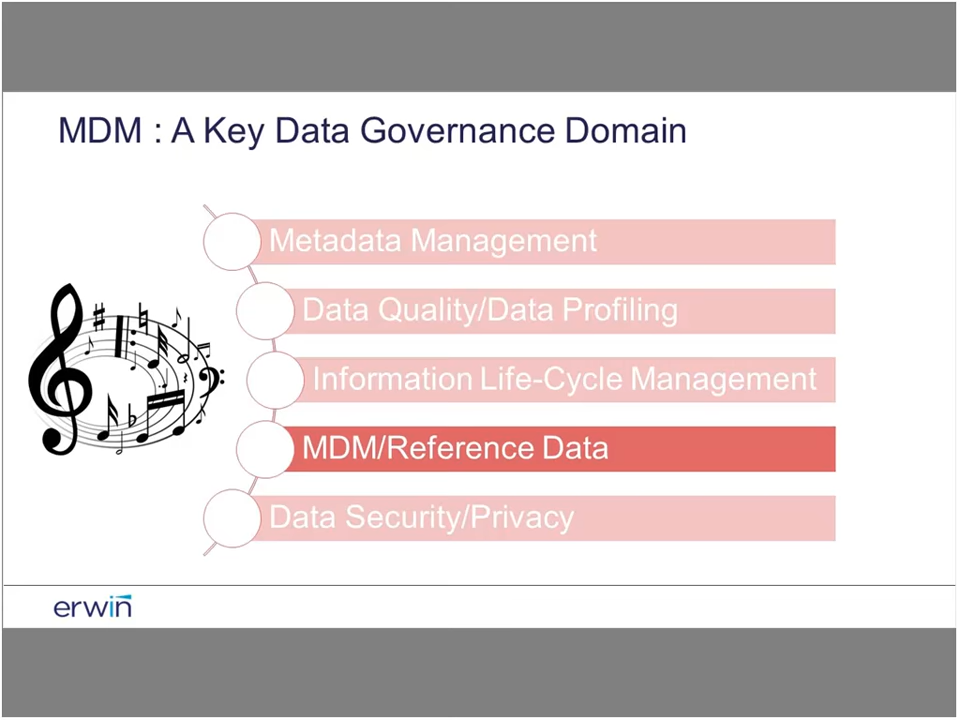 MDM : A Key Data Governance Domain
Metadata Management
Data Quality/Data Profiling
Information Life-Cycle Management
MDM/Reference Data
Data Security/Privacy
erwin